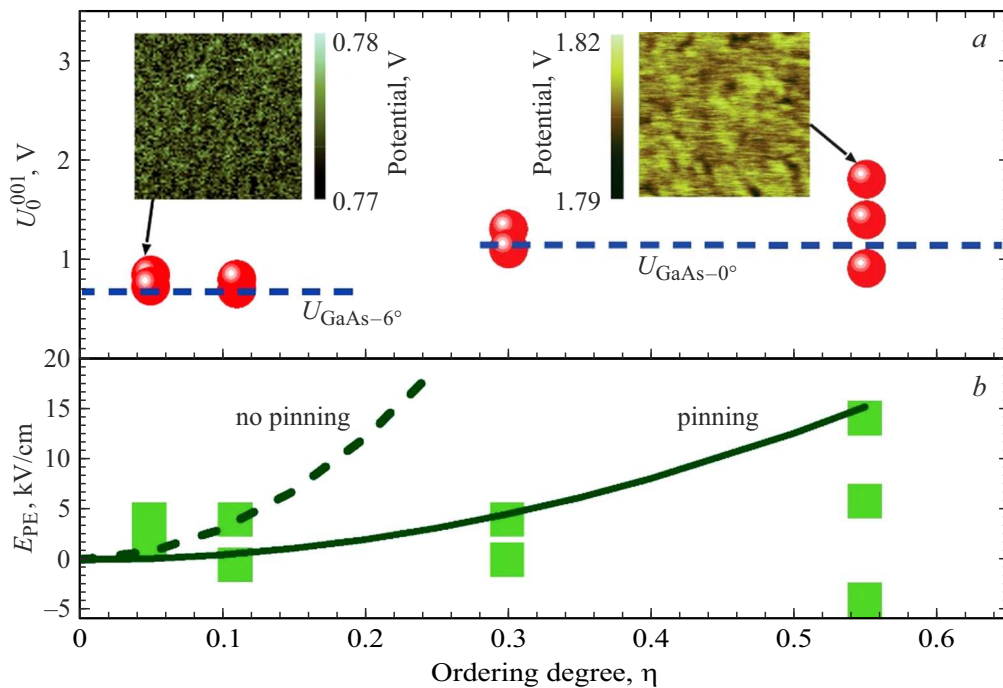 a
3
2
1
0
U₀⁰⁰¹, V
0.78
0.77
Potential, V
1.82
1.79
Potential, V
U_GaAs–0°
U_GaAs–6°
b
20
15
10
5
0
−5
E_PE, kV/cm
no pinning
pinning
0 0.1 0.2 0.3 0.4 0.5 0.6
Ordering degree, η